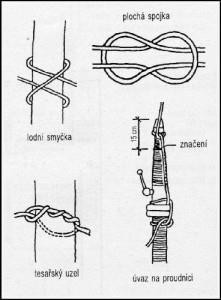 plochá spojka
lodní smyčka
15 cm
značení
tesařský uzel
úvaz na proudnici